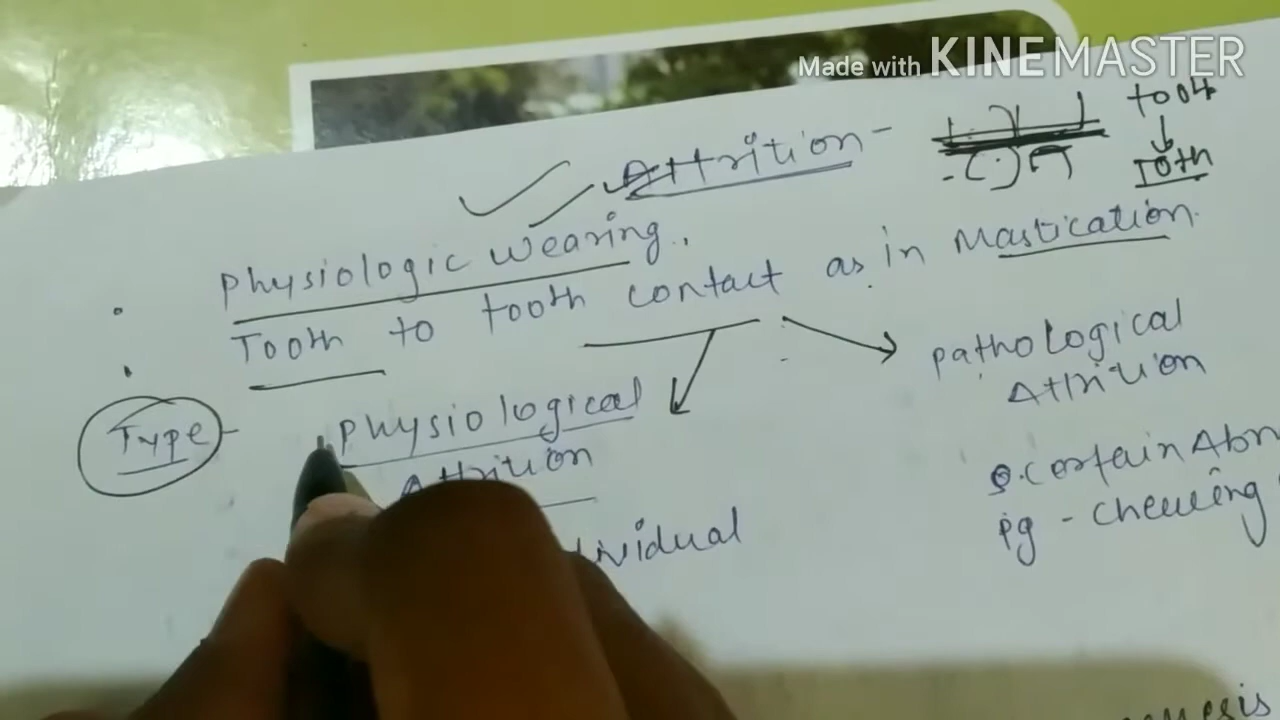 Made with KINEMASTER
Attrition -
tooth
Tooth
Physiologic wearing.
Tooth to tooth contact as in Mastication.
Type - Physiological
Attrition
Pathological
Attrition
certain Abn
pg - chewing